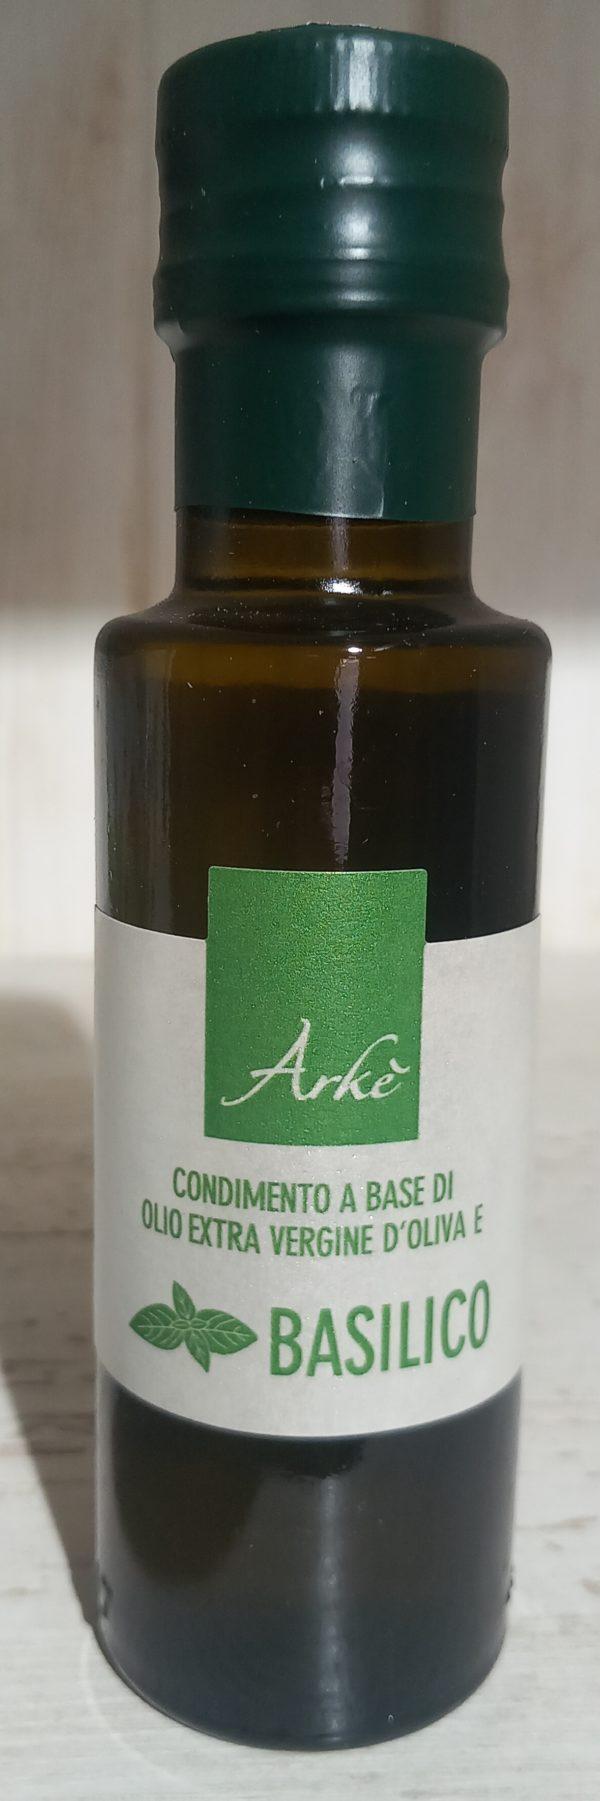 Arkè
CONDIMENTO A BASE DI
OLIO EXTRA VERGINE D'OLIVA E
BASILICO